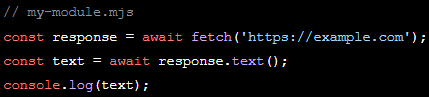 // my-module.mjs
const response = await fetch('https://example.com');
const text = await response.text();
console.log(text);